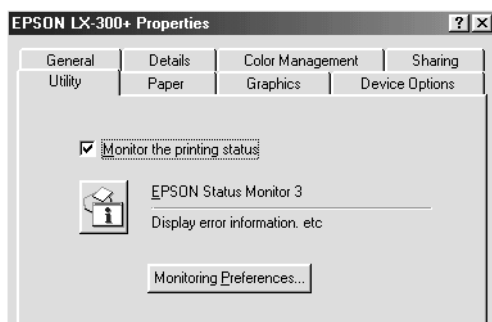 EPSON LX-300+ Properties
General Details Color Management Sharing
Utility Paper Graphics Device Options
Monitor the printing status
EPSON Status Monitor 3
Display error information. etc
Monitoring Preferences...